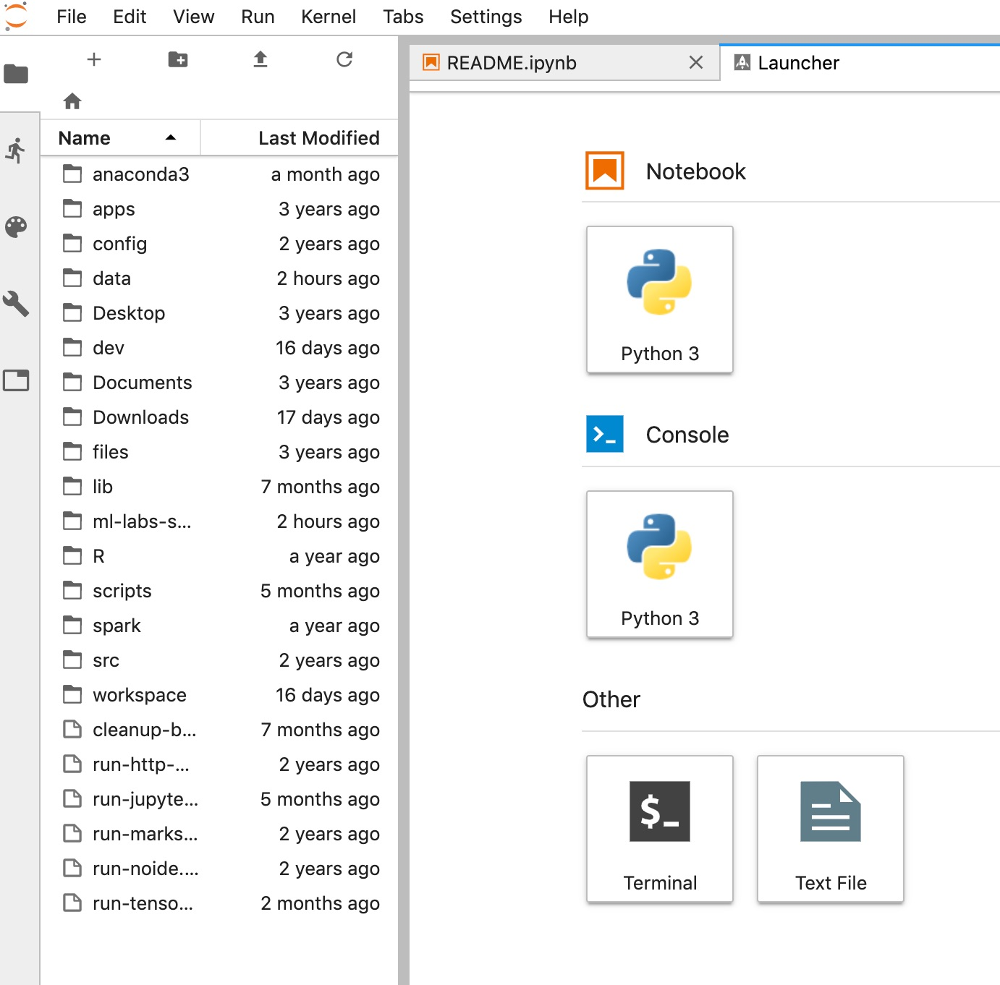 File Edit View Run Kernel Tabs Settings Help
README.ipynb
Launcher
Name Last Modified
anaconda3 a month ago
apps 3 years ago
config 2 years ago
data 2 hours ago
Desktop 3 years ago
dev 16 days ago
Documents 3 years ago
Downloads 17 days ago
files 3 years ago
lib 7 months ago
ml-labs-s... 2 hours ago
R a year ago
scripts 5 months ago
spark a year ago
src 2 years ago
workspace 16 days ago
cleanup-b... 7 months ago
run-http-... 2 years ago
run-jupyte... 5 months ago
run-marks... 2 years ago
run-noide.... 2 years ago
run-tenso... 2 months ago
Notebook
Python 3
Console
>_
Python 3
Other
$_
Terminal
Text File